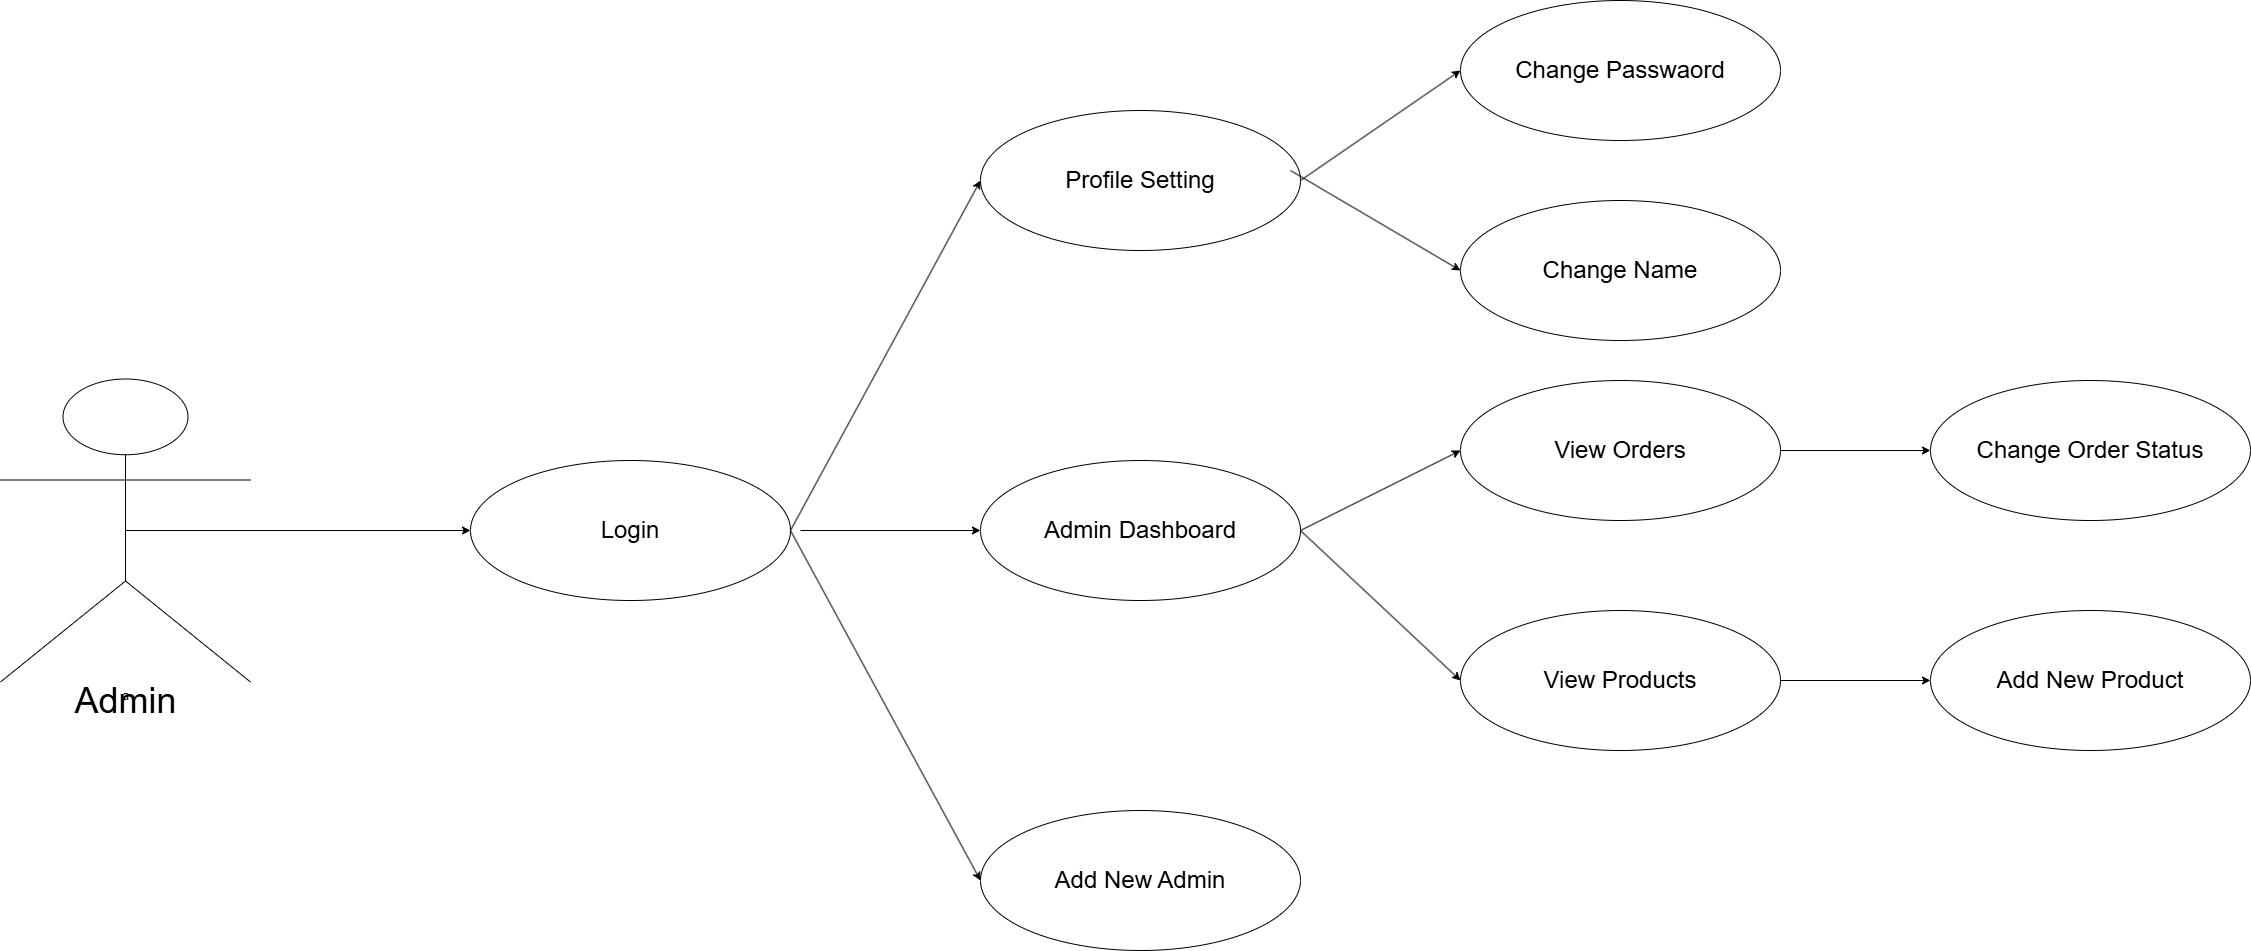 Change Passwaord
Profile Setting
Change Name
View Orders
Change Order Status
Login
Admin Dashboard
View Products
Add New Product
Admin
Add New Admin